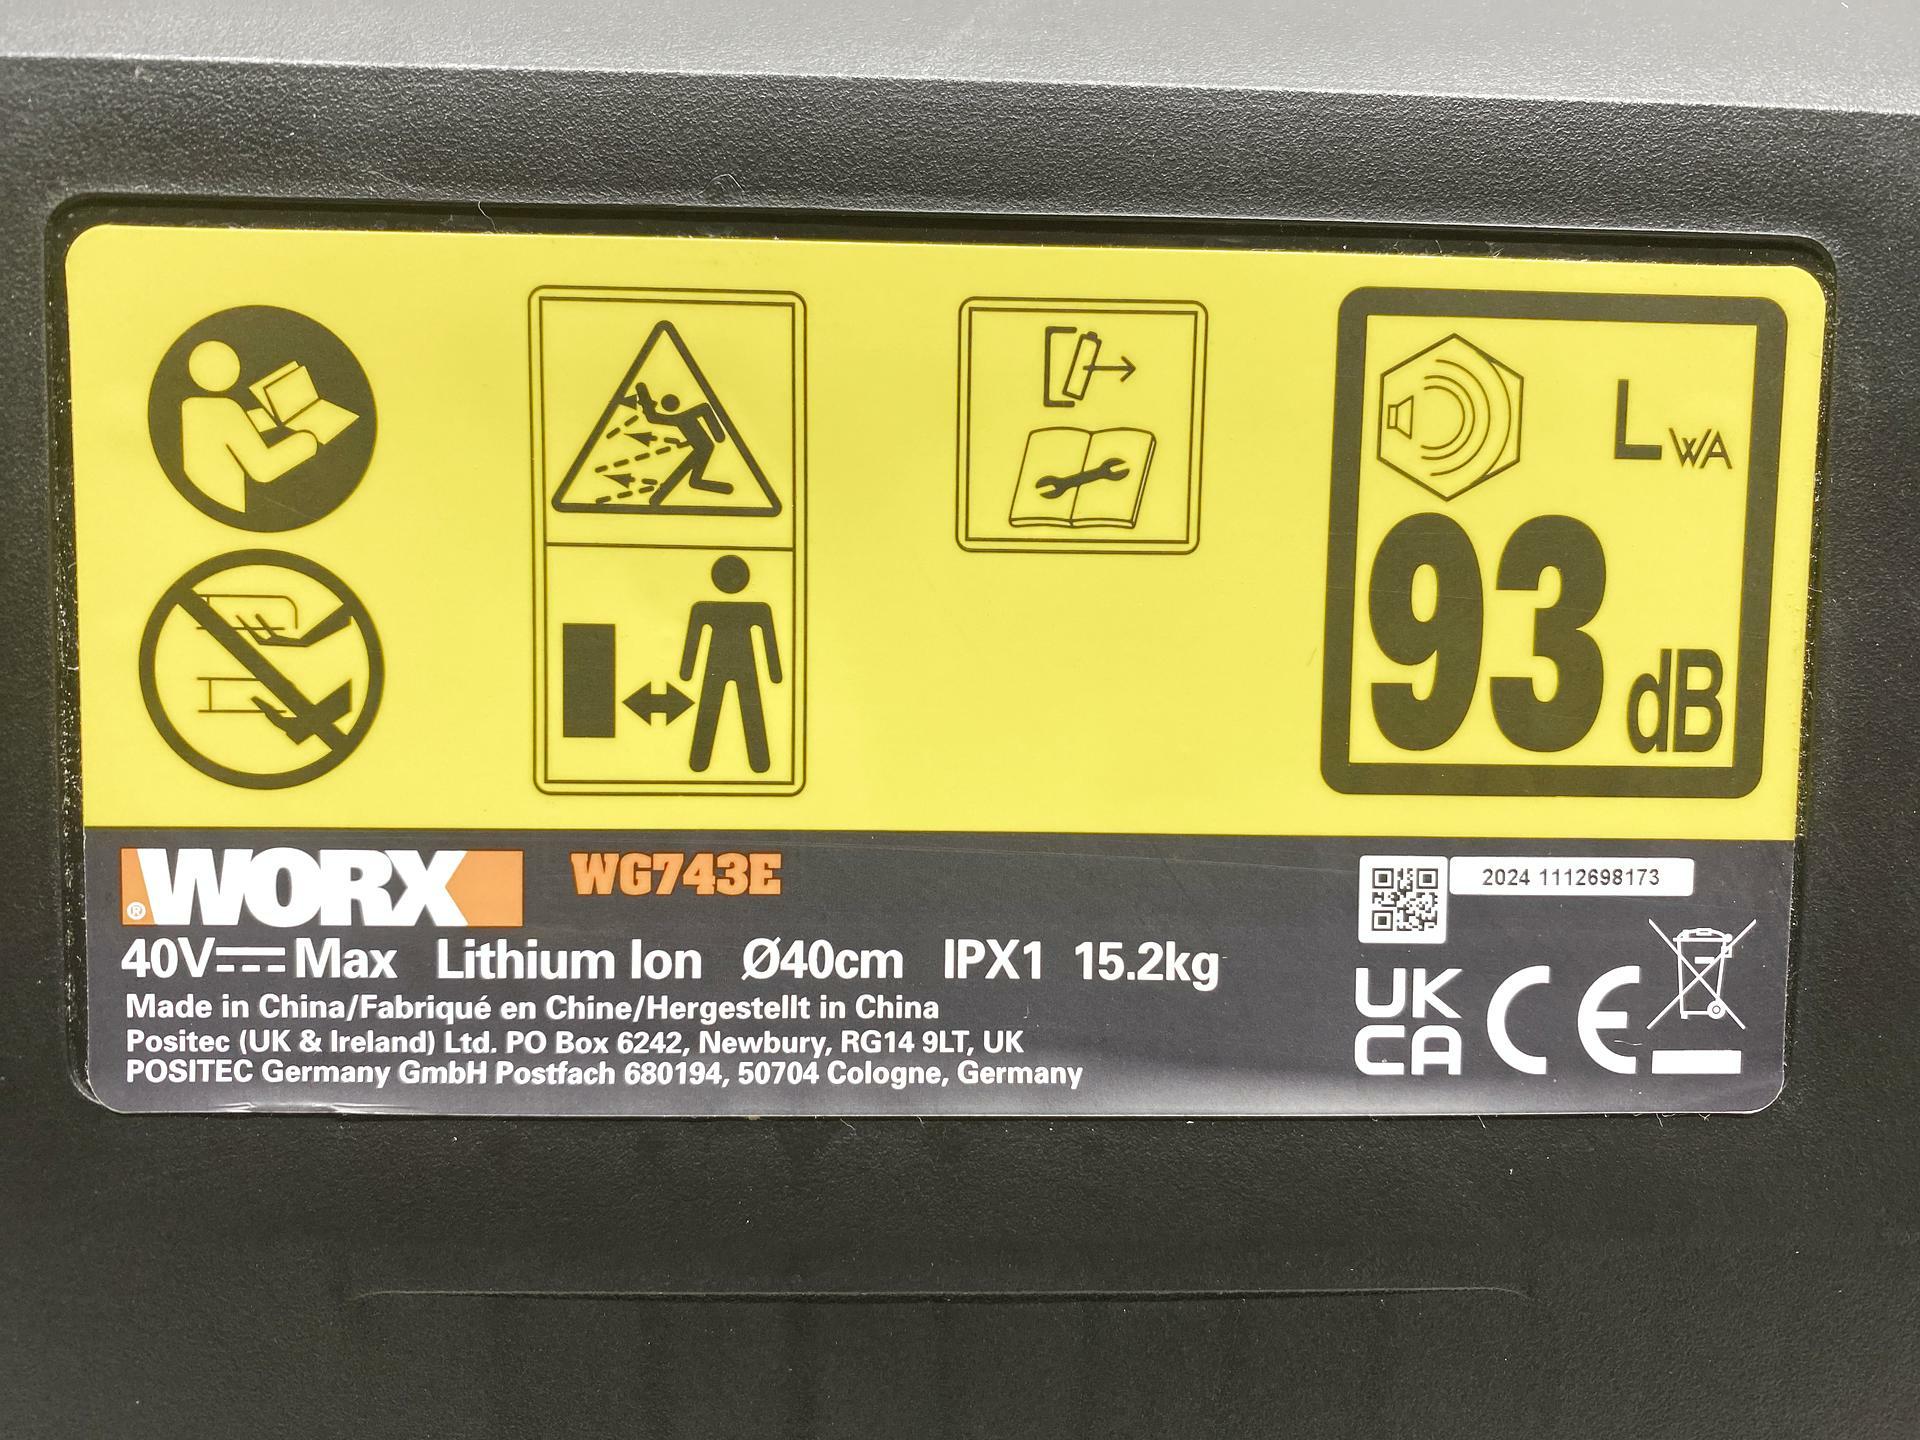 LWA
93 dB
WORX® WG743E
2024 1112698173
40V⎓Max Lithium Ion Ø40cm IPX1 15.2kg
Made in China/Fabriqué en Chine/Hergestellt in China
Positec (UK & Ireland) Ltd. PO Box 6242, Newbury, RG14 9LT, UK
POSITEC Germany GmbH Postfach 680194, 50704 Cologne, Germany
UK
CA
CE